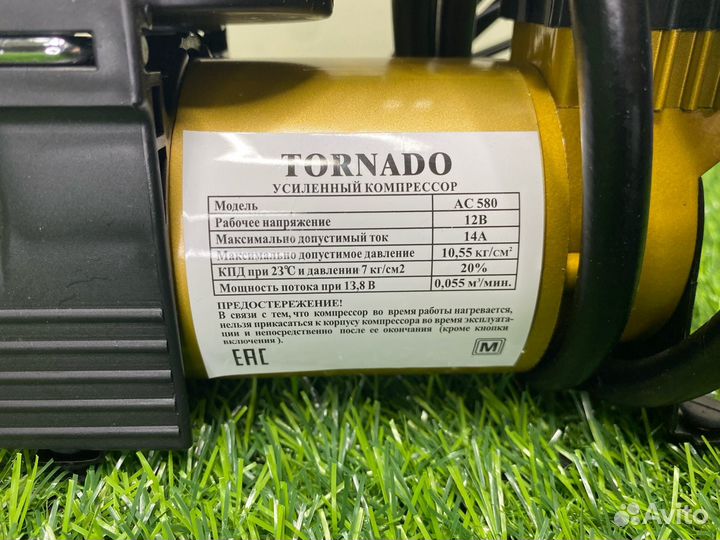 TORNADO
УСИЛЕННЫЙ КОМПРЕССОР
Модель AC 580
Рабочее напряжение 12В
Максимально допустимый ток 14А
Максимально допустимое давление 10,55 кг/см²
КПД при 23℃ и давлении 7 кг/см2 20%
Мощность потока при 13,8 В 0,055 м³/мин.
ПРЕДОСТЕРЕЖЕНИЕ!
В связи с тем, что компрессор во время работы нагревается,
нельзя прикасаться к корпусу компрессора во время эксплуата-
ции и непосредственно после ее окончания (кроме кнопки
включения ).
EAC M
Avito